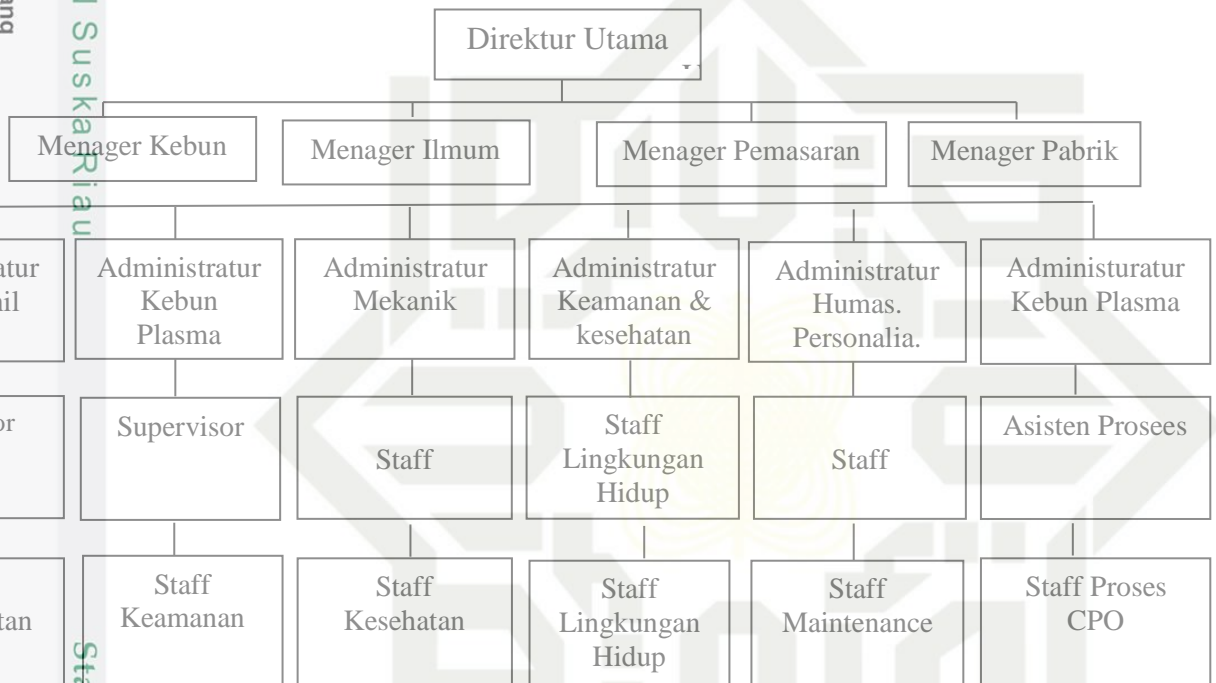 Direktur Utama
Menager Kebun
Menager Ilmum
Menager Pemasaran
Menager Pabrik
Administratur
Kebun
Plasma
Administratur
Mekanik
Administratur
Keamanan &
kesehatan
Administratur
Humas.
Personalia.
Administuratur
Kebun Plasma
Supervisor
Staff
Staff
Lingkungan
Hidup
Staff
Asisten Prosees
Staff
Keamanan
Staff
Kesehatan
Staff
Lingkungan
Hidup
Staff
Maintenance
Staff Proses
CPO
Suska Riau